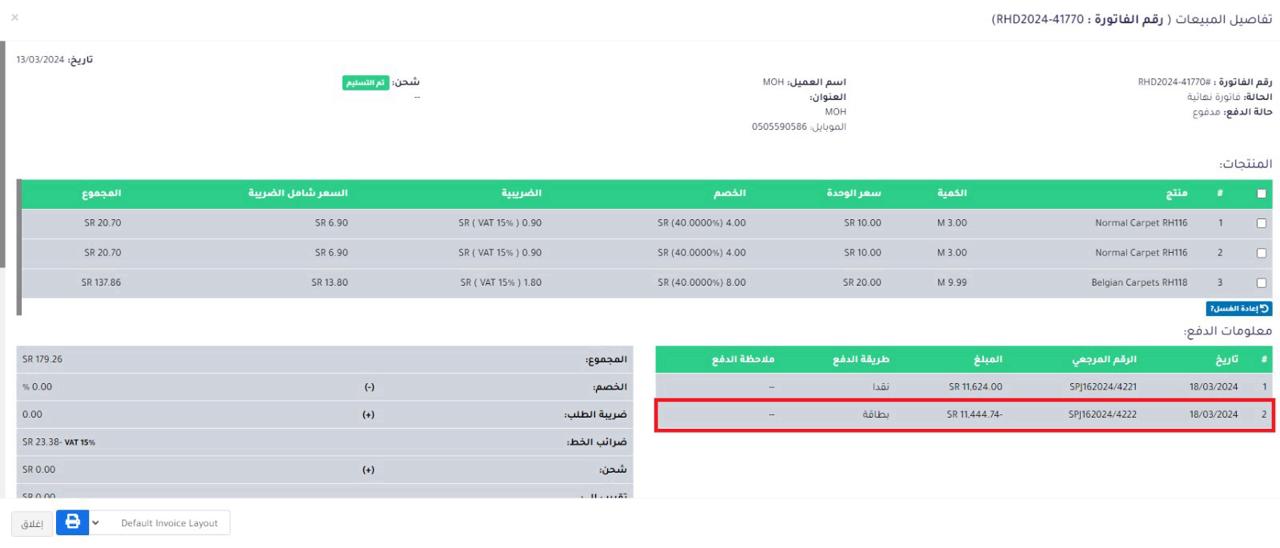 تفاصيل المبيعات ( رقم الفاتورة : RHD2024-41770)
×
تاريخ: 13/03/2024
رقم الفاتورة : #RHD2024-41770
الحالة: فاتورة نهائية
حالة الدفع: مدفوع
اسم العميل: MOH
العنوان:
MOH
الموبايل: 0505590586
شحن: تم التسليم
--
المنتجات:
# منتج الكمية سعر الوحدة الخصم الضريبية السعر شامل الضريبة المجموع
1 Normal Carpet RH116 3.00 M SR 10.00 SR (40.0000%) 4.00 SR ( VAT 15% ) 0.90 SR 6.90 SR 20.70
2 Normal Carpet RH116 3.00 M SR 10.00 SR (40.0000%) 4.00 SR ( VAT 15% ) 0.90 SR 6.90 SR 20.70
3 Belgian Carpets RH118 9.99 M SR 20.00 SR (40.0000%) 8.00 SR ( VAT 15% ) 1.80 SR 13.80 SR 137.86
إعادة الغسل؟
معلومات الدفع:
# تاريخ الرقم المرجعي المبلغ طريقة الدفع ملاحظة الدفع
1 18/03/2024 SPJ162024/4221 SR 11,624.00 نقدا --
2 18/03/2024 SPJ162024/4222 SR 11,444.74- بطاقة --
المجموع: SR 179.26
الخصم: (-) % 0.00
ضريبة الطلب: (+) 0.00
ضرائب الخط: SR 23.38- VAT 15%
شحن: (+) SR 0.00
SR 0.00
Default Invoice Layout
إغلاق